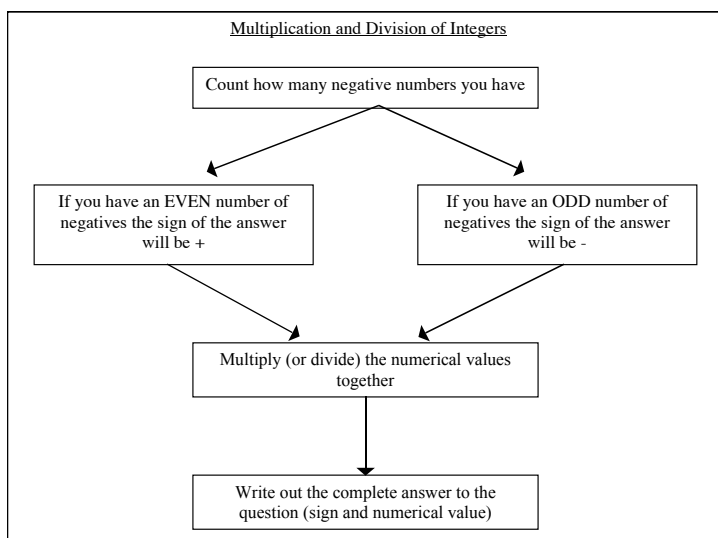 Multiplication and Division of Integers
Count how many negative numbers you have
If you have an EVEN number of
negatives the sign of the answer
will be +
If you have an ODD number of
negatives the sign of the answer
will be -
Multiply (or divide) the numerical values
together
Write out the complete answer to the
question (sign and numerical value)